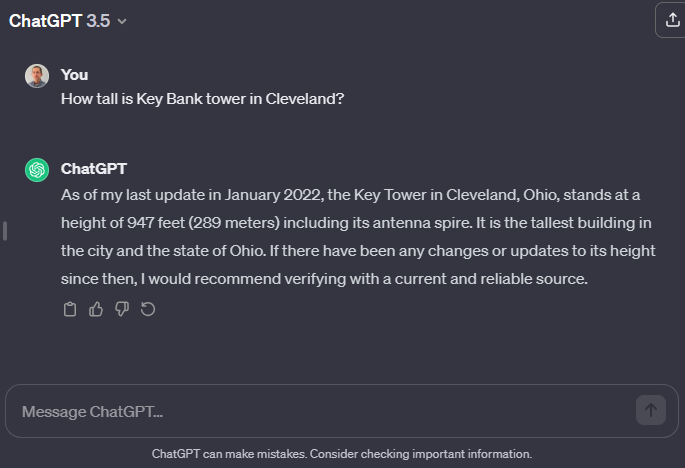 ChatGPT 3.5
You
How tall is Key Bank tower in Cleveland?
ChatGPT
As of my last update in January 2022, the Key Tower in Cleveland, Ohio, stands at a
height of 947 feet (289 meters) including its antenna spire. It is the tallest building in
the city and the state of Ohio. If there have been any changes or updates to its height
since then, I would recommend verifying with a current and reliable source.
Message ChatGPT...
ChatGPT can make mistakes. Consider checking important information.